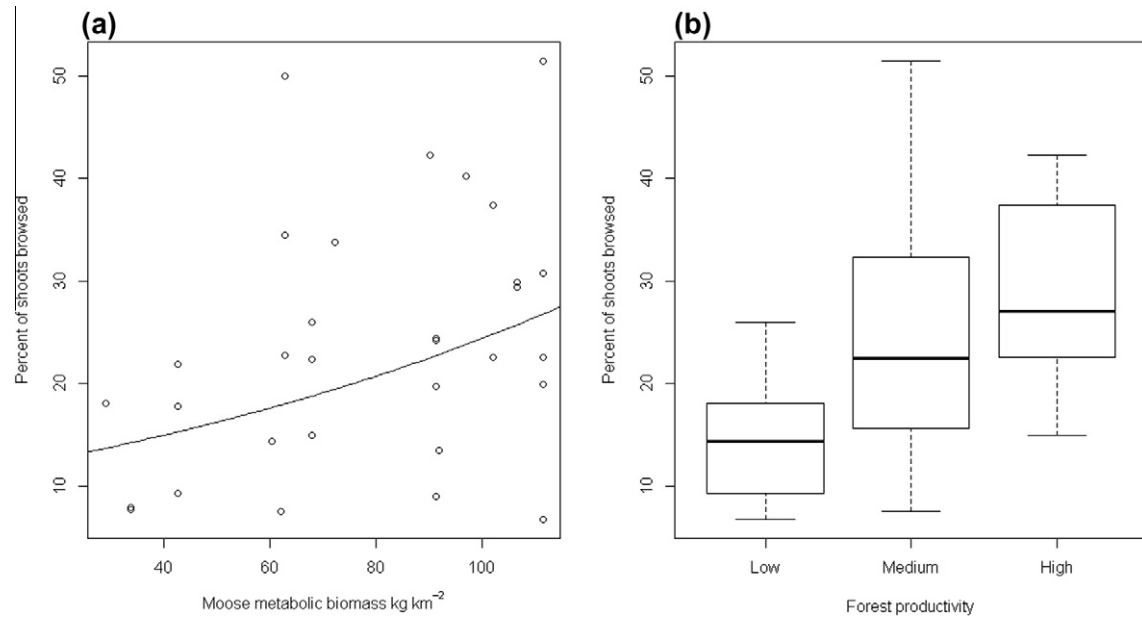 (a)
Percent of shoots browsed
50
40
30
20
10
40
60
80
100
Moose metabolic biomass kg km⁻²
(b)
Percent of shoots browsed
50
40
30
20
10
Low
Medium
High
Forest productivity